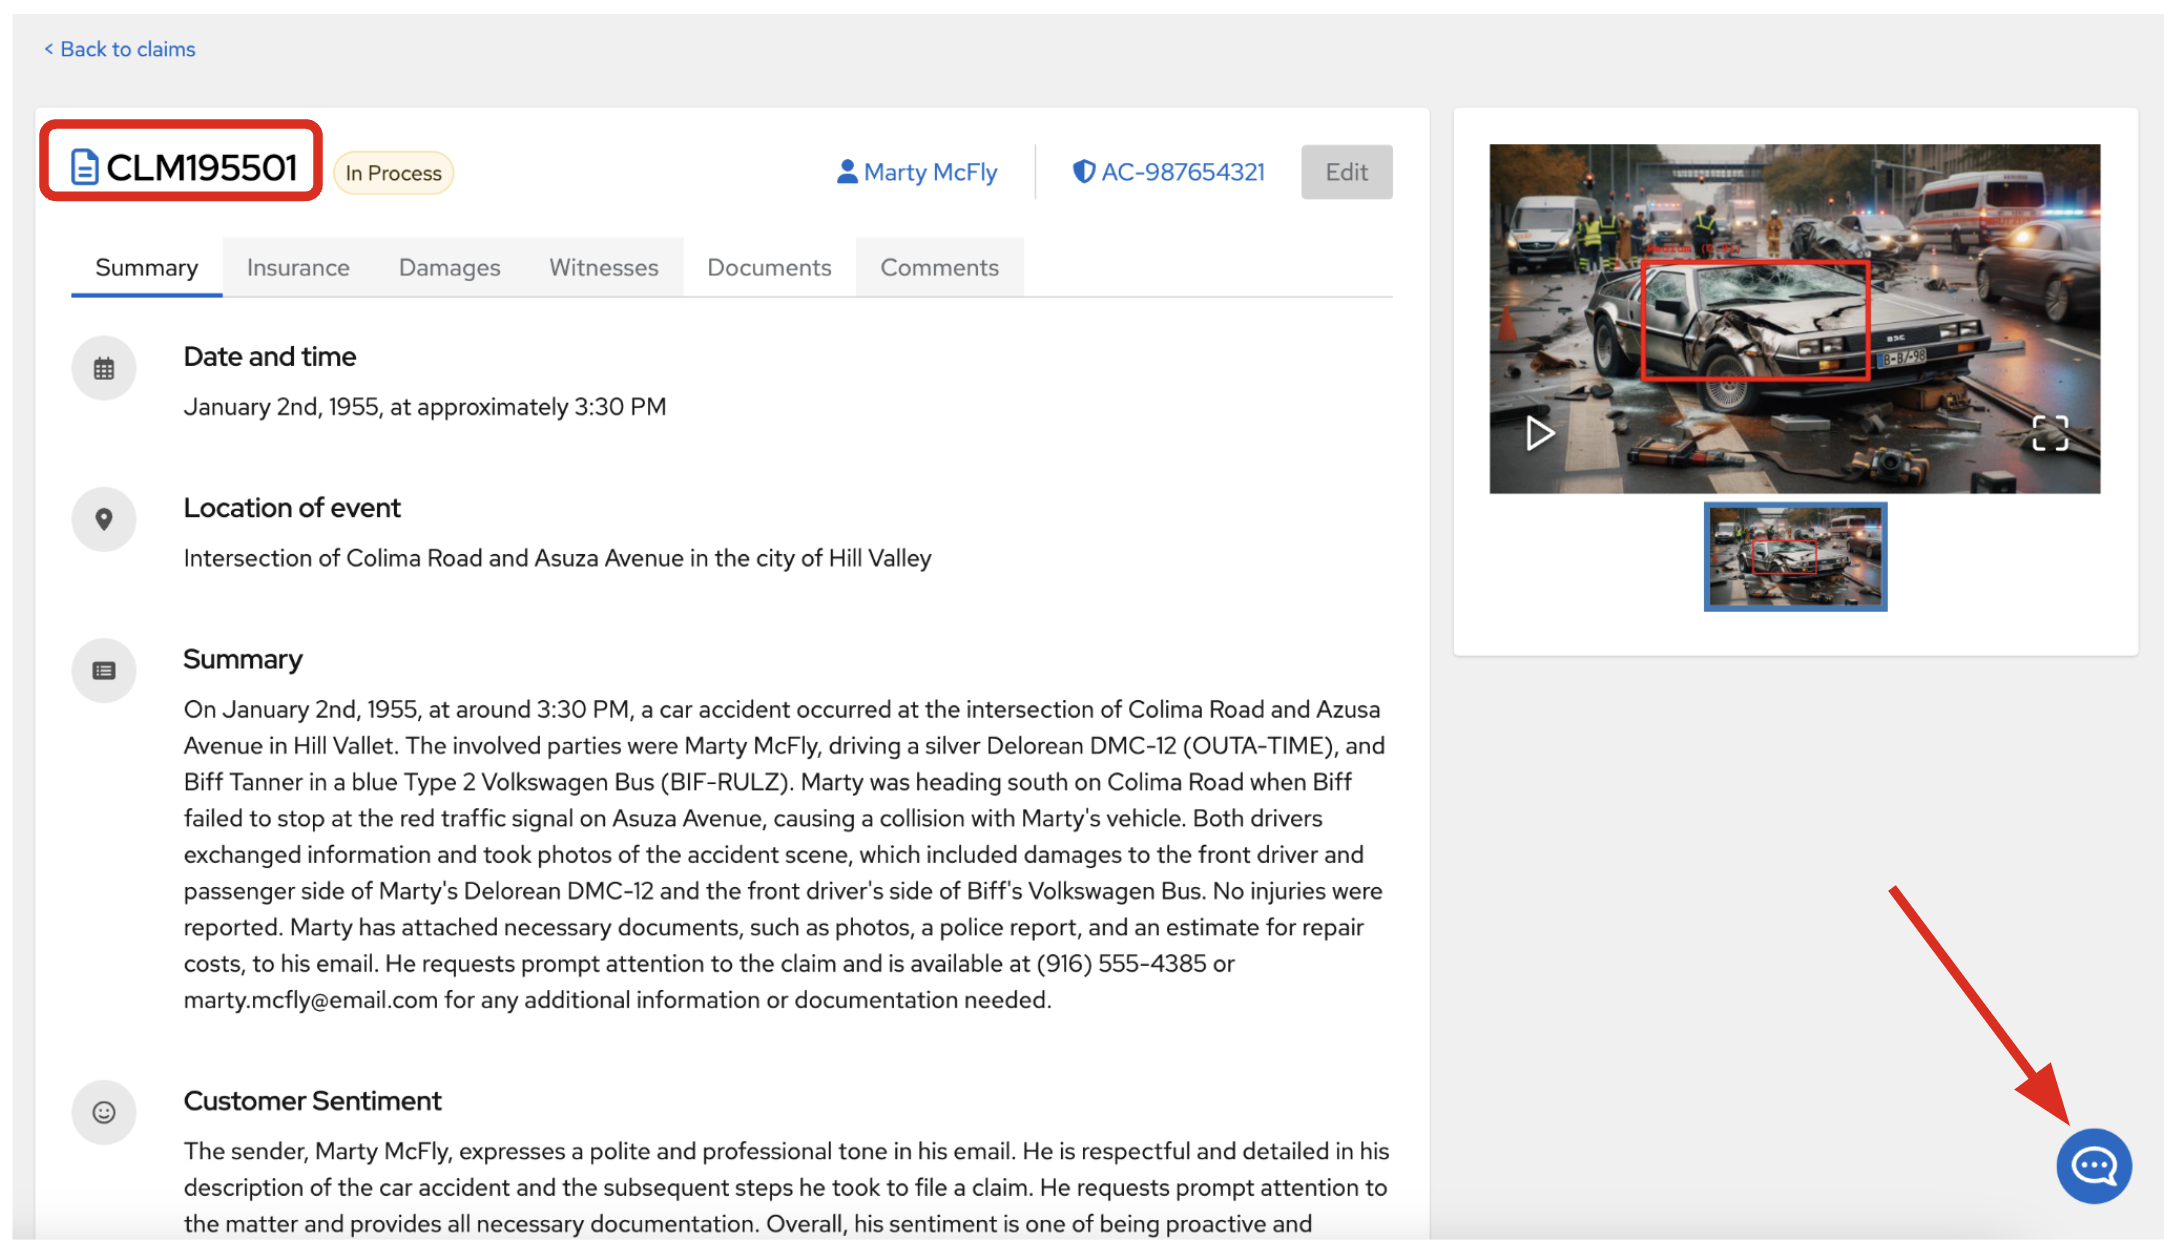 < Back to claims
CLM195501
In Process
Marty McFly
AC-987654321
Edit
Summary
Insurance
Damages
Witnesses
Documents
Comments
Date and time
January 2nd, 1955, at approximately 3:30 PM
Location of event
Intersection of Colima Road and Asuza Avenue in the city of Hill Valley
Summary
On January 2nd, 1955, at around 3:30 PM, a car accident occurred at the intersection of Colima Road and Azusa
Avenue in Hill Vallet. The involved parties were Marty McFly, driving a silver Delorean DMC-12 (OUTA-TIME), and
Biff Tanner in a blue Type 2 Volkswagen Bus (BIF-RULZ). Marty was heading south on Colima Road when Biff
failed to stop at the red traffic signal on Asuza Avenue, causing a collision with Marty's vehicle. Both drivers
exchanged information and took photos of the accident scene, which included damages to the front driver and
passenger side of Marty's Delorean DMC-12 and the front driver's side of Biff's Volkswagen Bus. No injuries were
reported. Marty has attached necessary documents, such as photos, a police report, and an estimate for repair
costs, to his email. He requests prompt attention to the claim and is available at (916) 555-4385 or
marty.mcfly@email.com for any additional information or documentation needed.
Customer Sentiment
The sender, Marty McFly, expresses a polite and professional tone in his email. He is respectful and detailed in his
description of the car accident and the subsequent steps he took to file a claim. He requests prompt attention to
the matter and provides all necessary documentation. Overall, his sentiment is one of being proactive and